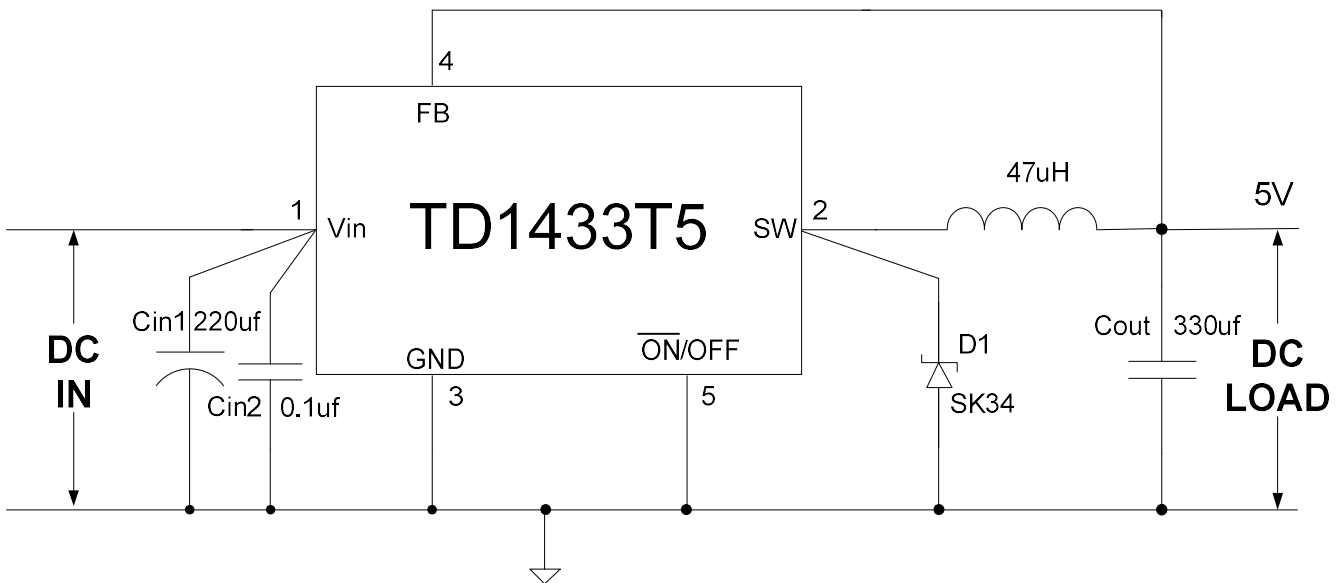 4
FB
47uH
1
Vin
TD1433T5
SW
2
5V
Cin1 220uf
DC
IN
GND
ON/OFF
D1
Cout 330uf
DC
LOAD
Cin2 0.1uf
3
5
SK34